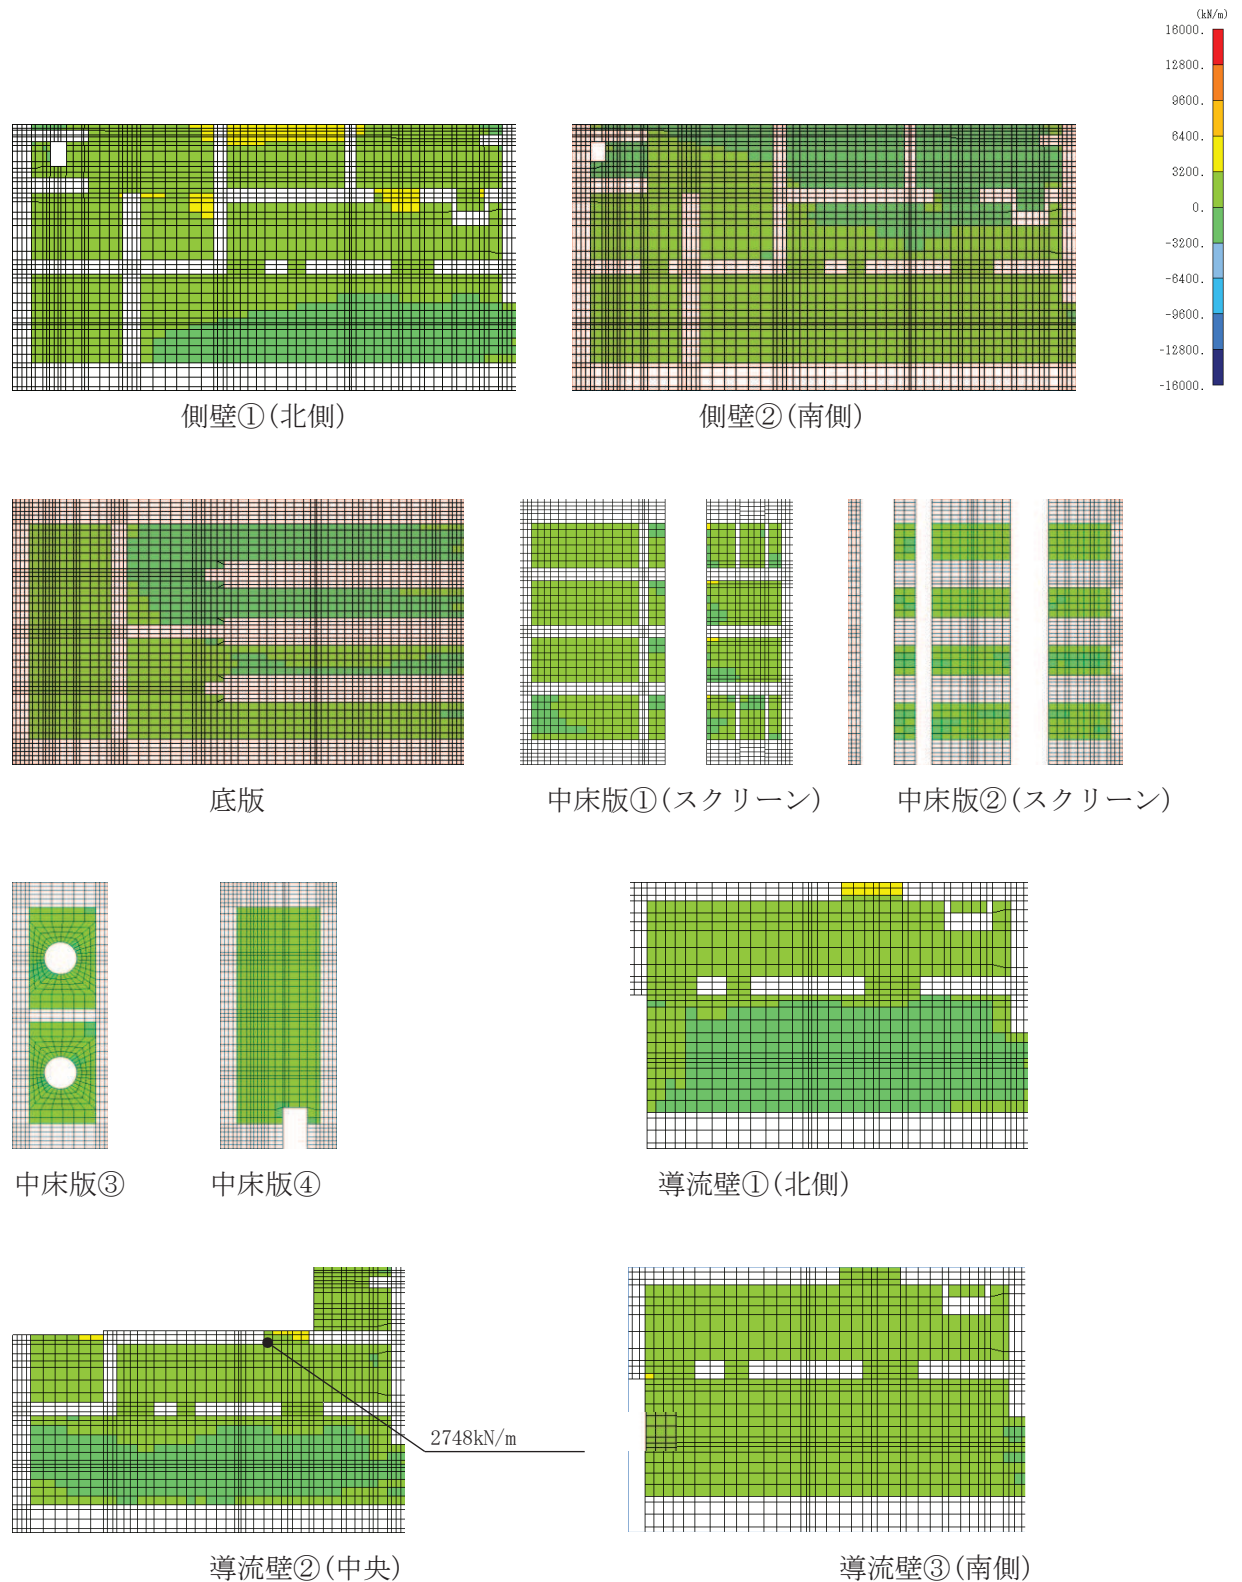 (kN/m)
16000.
12800.
9600.
6400.
3200.
0.
-3200.
-6400.
-9600.
-12800.
-16000.
側壁①(北側)
側壁②(南側)
底版
中床版①(スクリーン)
中床版②(スクリーン)
中床版③
中床版④
導流壁①(北側)
2748kN/m
導流壁②(中央)
導流壁③(南側)